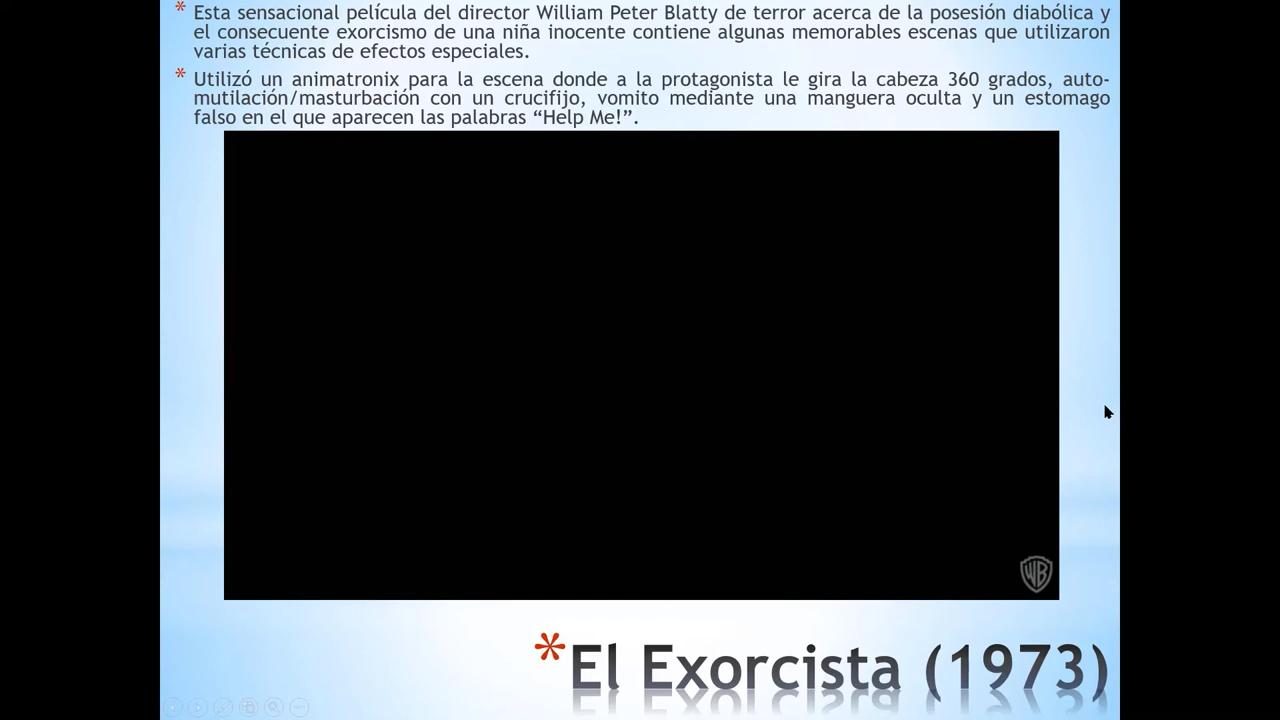 * Esta sensacional película del director William Peter Blatty de terror acerca de la posesión diabólica y
el consecuente exorcismo de una niña inocente contiene algunas memorables escenas que utilizaron
varias técnicas de efectos especiales.
* Utilizó un animatronix para la escena donde a la protagonista le gira la cabeza 360 grados, auto-
mutilación/masturbación con un crucifijo, vomito mediante una manguera oculta y un estomago
falso en el que aparecen las palabras “Help Me!”.
WB
*El Exorcista (1973)